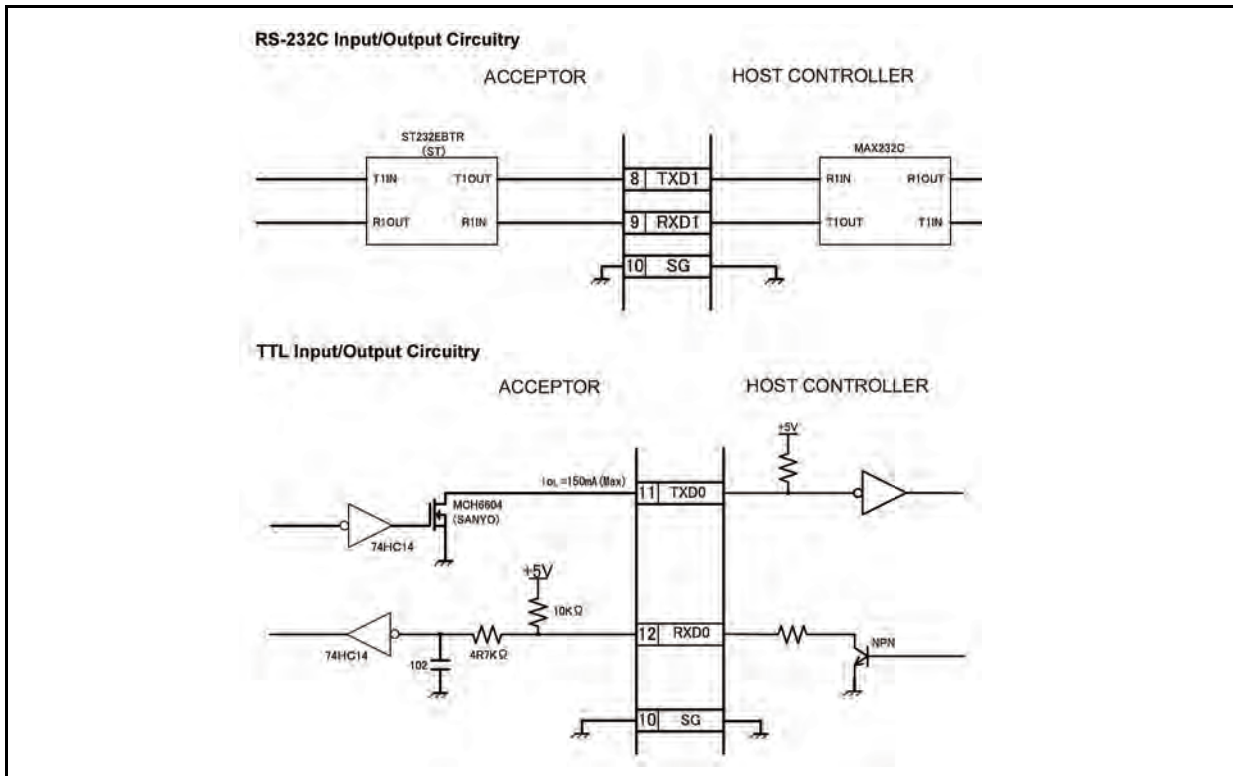 RS-232C Input/Output Circuitry
ACCEPTOR HOST CONTROLLER
ST232EBTR
(ST)
MAX232C
T1IN T1OUT 8 TXD1 R1IN R1OUT
R1OUT R1IN 9 RXD1 T1OUT T1IN
10 SG
TTL Input/Output Circuitry
ACCEPTOR HOST CONTROLLER
+5V
IOL=150mA(Max) 11 TXD0
MCH6604
(SANYO)
74HC14
+5V
10KΩ
12 RXD0 NPN
74HC14 102 4R7KΩ
10 SG